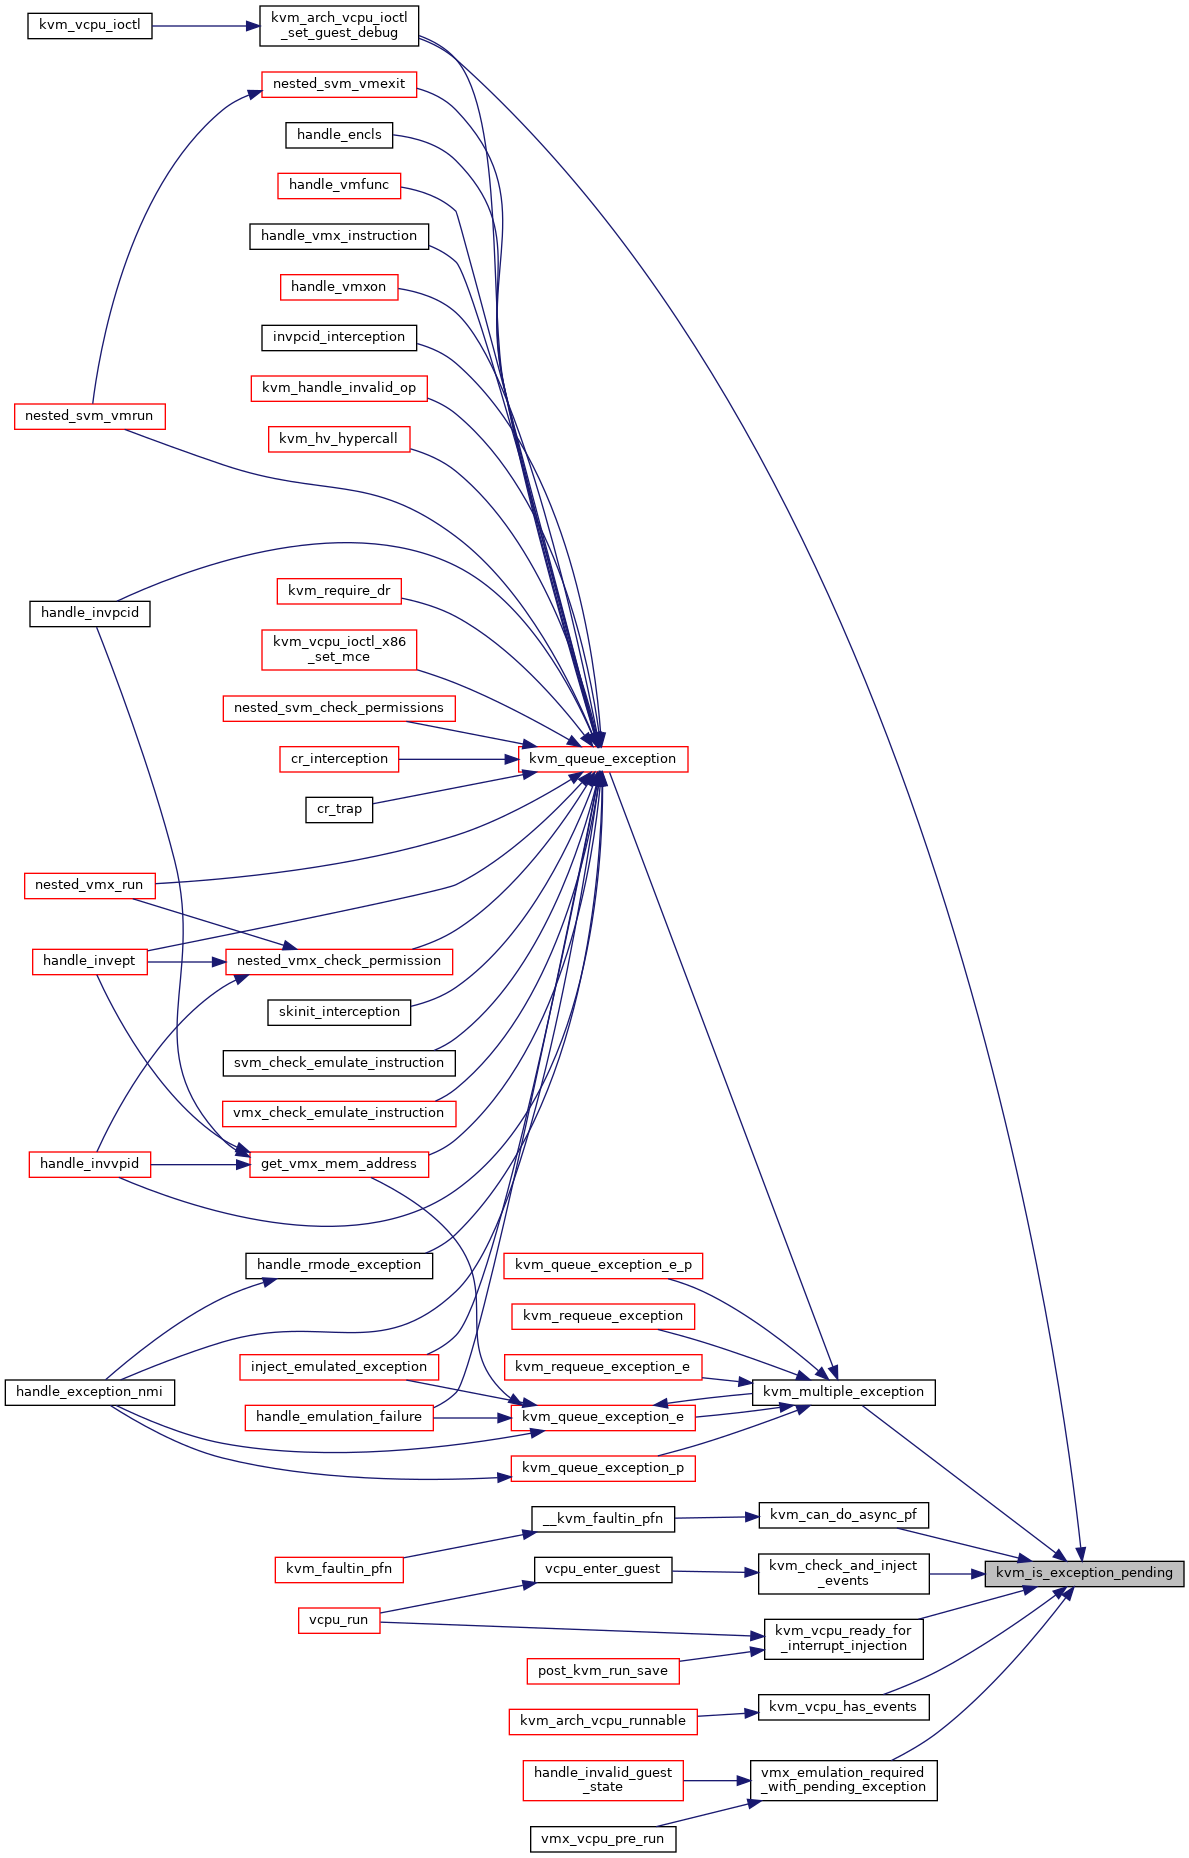 kvm_vcpu_ioctl
kvm_arch_vcpu_ioctl
_set_guest_debug
nested_svm_vmexit
handle_encls
handle_vmfunc
handle_vmx_instruction
handle_vmxon
invpcid_interception
kvm_handle_invalid_op
nested_svm_vmrun
kvm_hv_hypercall
handle_invpcid
kvm_require_dr
kvm_vcpu_ioctl_x86
_set_mce
nested_svm_check_permissions
cr_interception
kvm_queue_exception
cr_trap
nested_vmx_run
handle_invept
nested_vmx_check_permission
skinit_interception
svm_check_emulate_instruction
vmx_check_emulate_instruction
handle_invvpid
get_vmx_mem_address
handle_rmode_exception
kvm_queue_exception_e_p
kvm_requeue_exception
inject_emulated_exception
kvm_requeue_exception_e
handle_exception_nmi
kvm_multiple_exception
handle_emulation_failure
kvm_queue_exception_e
kvm_queue_exception_p
__kvm_faultin_pfn
kvm_can_do_async_pf
kvm_faultin_pfn
vcpu_enter_guest
kvm_check_and_inject
_events
kvm_is_exception_pending
vcpu_run
kvm_vcpu_ready_for
_interrupt_injection
post_kvm_run_save
kvm_vcpu_has_events
kvm_arch_vcpu_runnable
handle_invalid_guest
_state
vmx_emulation_required
_with_pending_exception
vmx_vcpu_pre_run